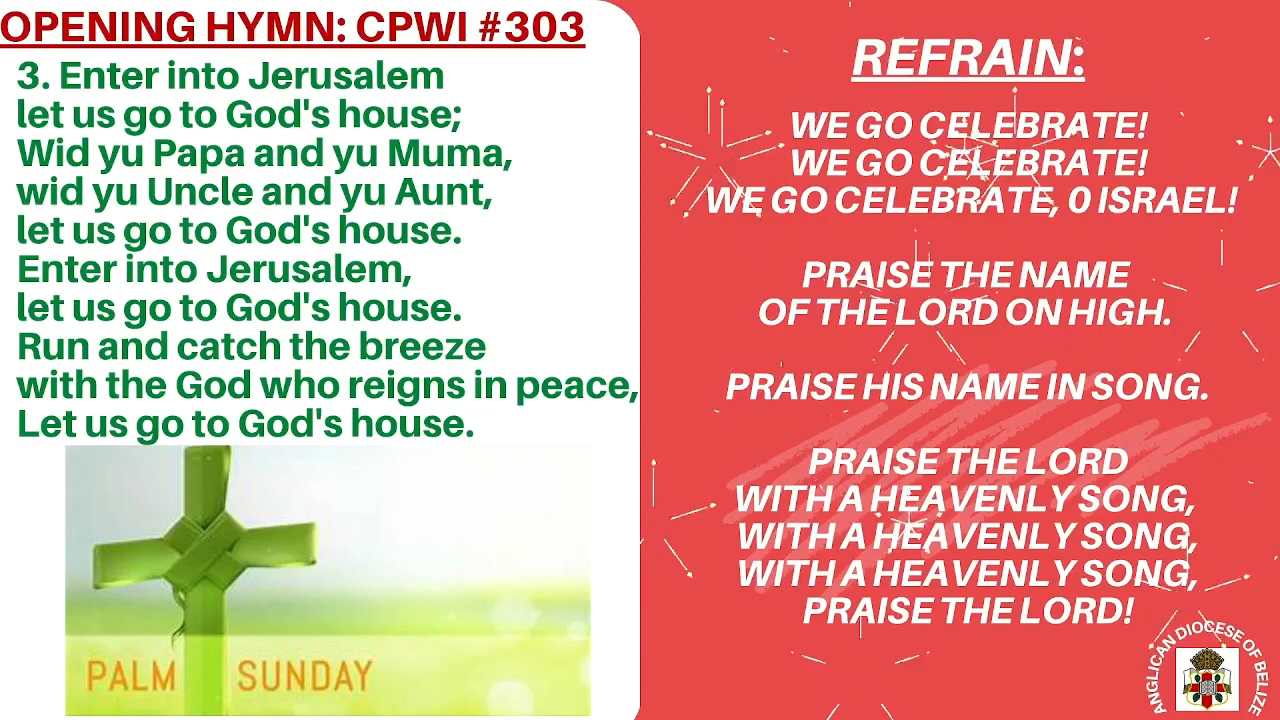 OPENING HYMN: CPWI #303
3. Enter into Jerusalem
let us go to God's house;
Wid yu Papa and yu Muma,
wid yu Uncle and yu Aunt,
let us go to God's house.
Enter into Jerusalem,
let us go to God's house.
Run and catch the breeze
with the God who reigns in peace,
Let us go to God's house.
PALM SUNDAY
REFRAIN:
WE GO CELEBRATE!
WE GO CELEBRATE!
WE GO CELEBRATE, 0 ISRAEL!
PRAISE THE NAME
OF THE LORD ON HIGH.
PRAISE HIS NAME IN SONG.
PRAISE THE LORD
WITH A HEAVENLY SONG,
WITH A HEAVENLY SONG,
WITH A HEAVENLY SONG,
PRAISE THE LORD!
ANGLICAN DIOCESE OF BELIZE